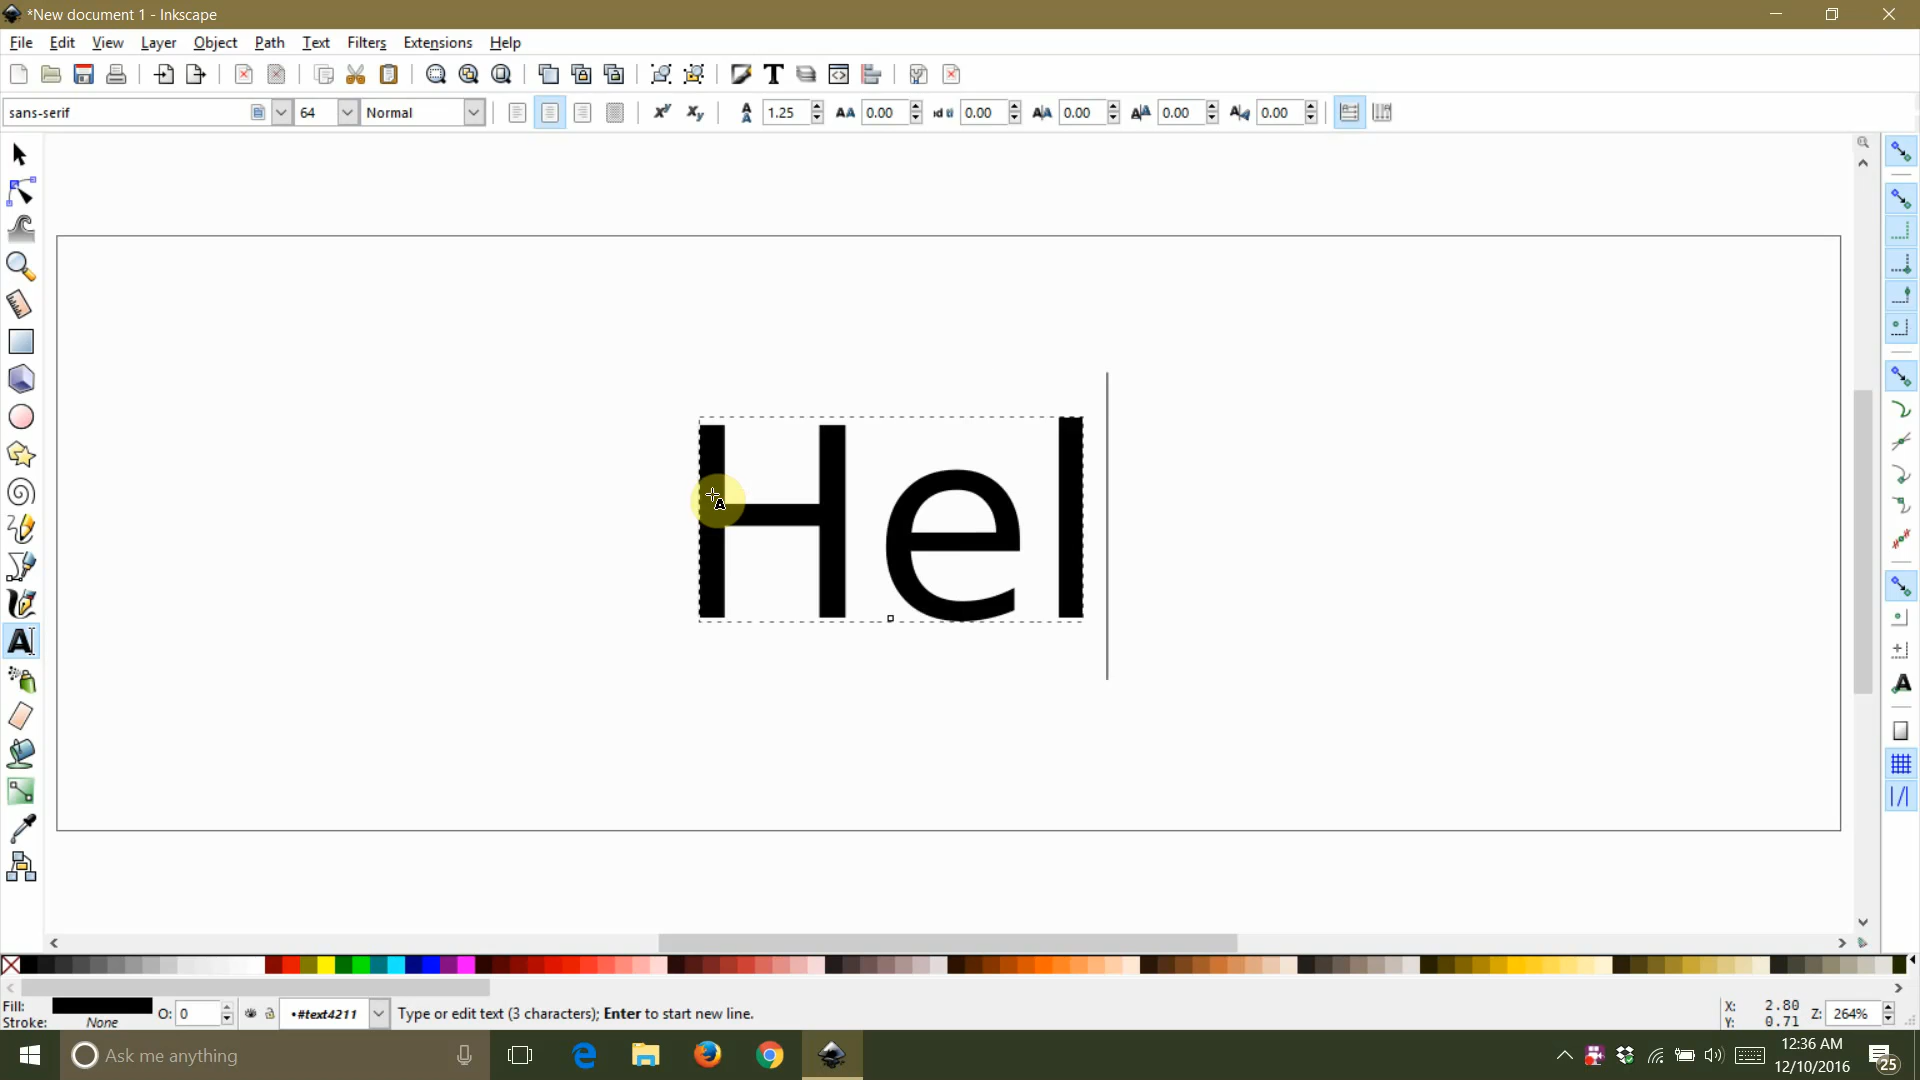 *New document 1 - Inkscape
File Edit View Layer Object Path Text Filters Extensions Help
sans-serif 64 Normal 1.25 0.00 0.00 0.00 0.00 0.00
Hel
Fill: O: 0 •#text4211 Type or edit text (3 characters); Enter to start new line. X: 2.80 Z: 264%
Stroke: None Y: 0.71
Ask me anything 12:36 AM
12/10/2016 25